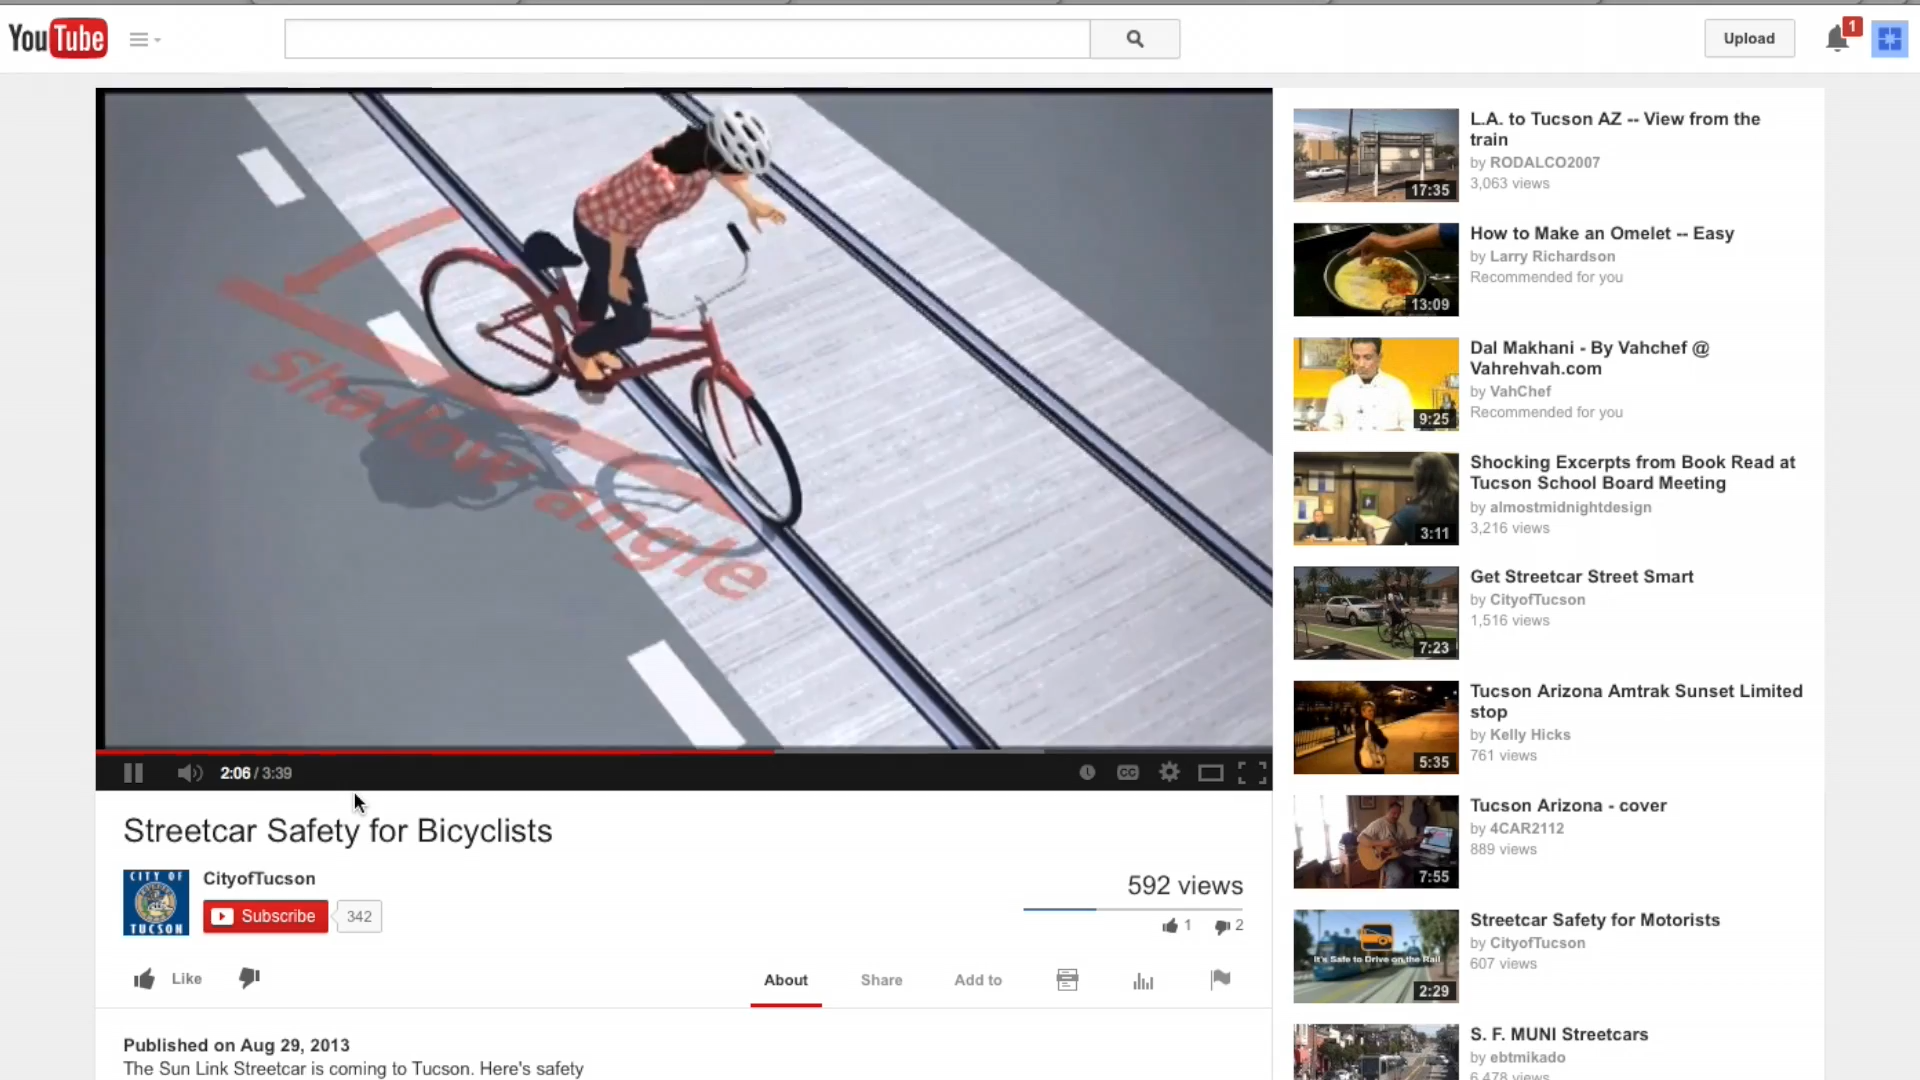 YouTube
Upload
1
Shallow angle
2:06 / 3:39
CC
Streetcar Safety for Bicyclists
CITY OF
TUCSON
CityofTucson
Subscribe
342
592 views
1
2
Like
About
Share
Add to
Published on Aug 29, 2013
The Sun Link Streetcar is coming to Tucson. Here's safety
17:35
L.A. to Tucson AZ -- View from the
train
by RODALCO2007
3,063 views
13:09
How to Make an Omelet -- Easy
by Larry Richardson
Recommended for you
9:25
Dal Makhani - By Vahchef @
Vahrehvah.com
by VahChef
Recommended for you
3:11
Shocking Excerpts from Book Read at
Tucson School Board Meeting
by almostmidnightdesign
3,216 views
7:23
Get Streetcar Street Smart
by CityofTucson
1,516 views
5:35
Tucson Arizona Amtrak Sunset Limited
stop
by Kelly Hicks
761 views
7:55
Tucson Arizona - cover
by 4CAR2112
889 views
It's Safe to Drive on the Rail
2:29
Streetcar Safety for Motorists
by CityofTucson
607 views
S. F. MUNI Streetcars
by ebtmikado
6,478 views